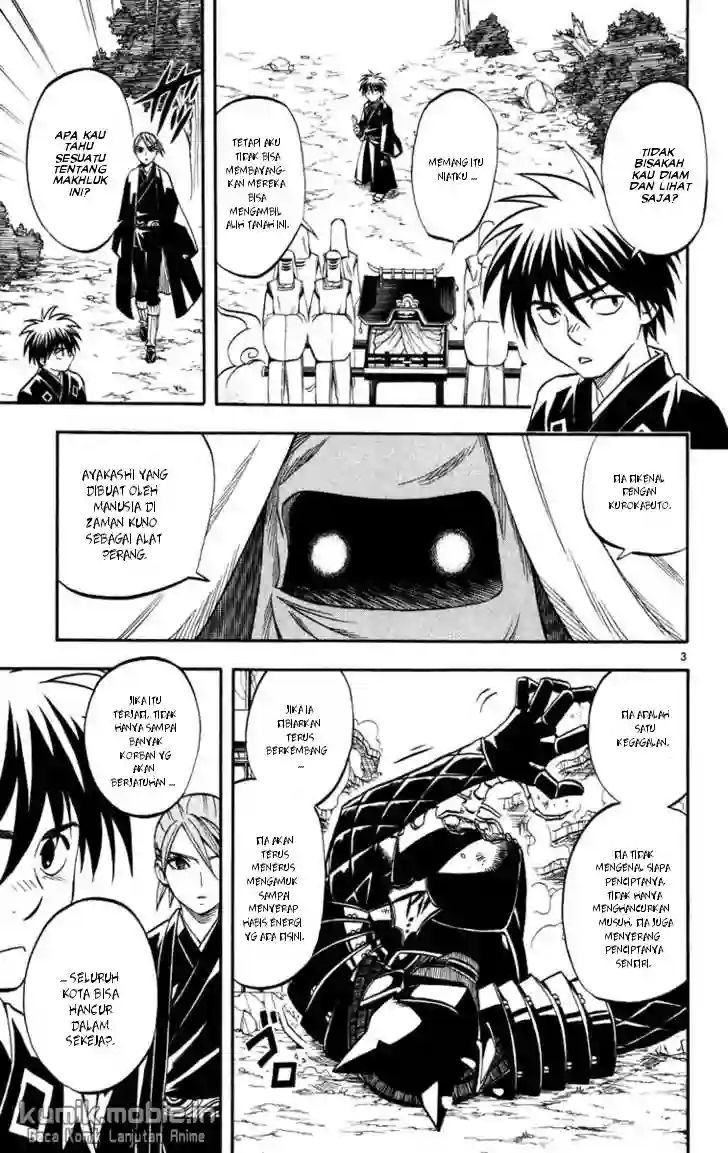 TIDAK
BISAKAH
KAU DIAM
DAN LIHAT
SAJA?
MEMANG ITU
NIATKU ...
TETAPI AKU
TIDAK BISA
MEMBAYANG-
KAN MEREKA
BISA
MENGAMBIL
ALIH TANAH INI.
APA KAU
TAHU
SESUATU
TENTANG
MAKHLUK
INI?
DIA DIKENAL
DENGAN
KUROKABUTO.
AYAKASHI YANG
DIBUAT OLEH
MANUSIA DI
ZAMAN KUNO
SEBAGAI ALAT
?PERANG.
3
DIA ADALAH
SATU
KEGAGALAN.
DIA TIDAK
MENGENAL SIAPA
PENCIPTANYA,
TIDAK HANYA
MENGHANCURKAN
MUSUH, DIA JUGA
MENYERANG
PENCIPTANYA
SENDIRI.
JIKA IA
DIBIARKAN
TERUS
BERKEMBANG
...
DIA AKAN
TERUS
MENERUS
MENGAMUK
SAMPAI
MENYERAP
HABIS ENERGI
YG ADA DISINI.
JIKA ITU
TERJADI, TIDAK
HANYA SAMPAI
BANYAK
KORBAN YG
AKAN
BERJATUHAN ...
... SELURUH
KOTA BISA
HANCUR
DALAM
SEKEJA?.
kumik.mobie.in
Baca Komik Lanjutan Anime